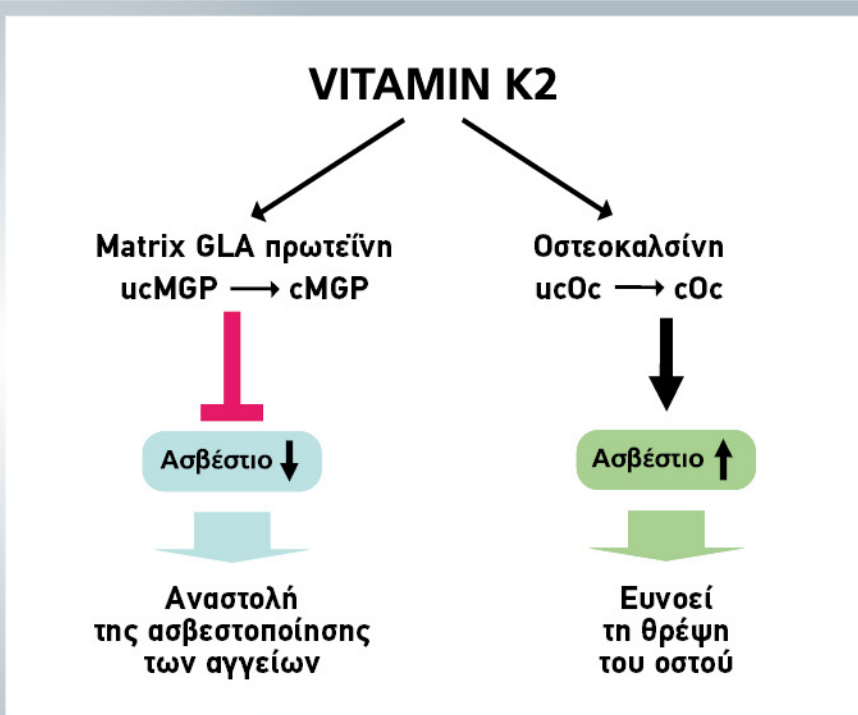 VITAMIN K2
Matrix GLA πρωτεΐνη
ucMGP → cMGP
Ασβέστιο ↓
Αναστολή
της ασβεστοποίησης
των αγγείων
Οστεοκαλσίνη
ucOc → cOc
Ασβέστιο ↑
Ευνοεί
τη θρέψη
του οστού